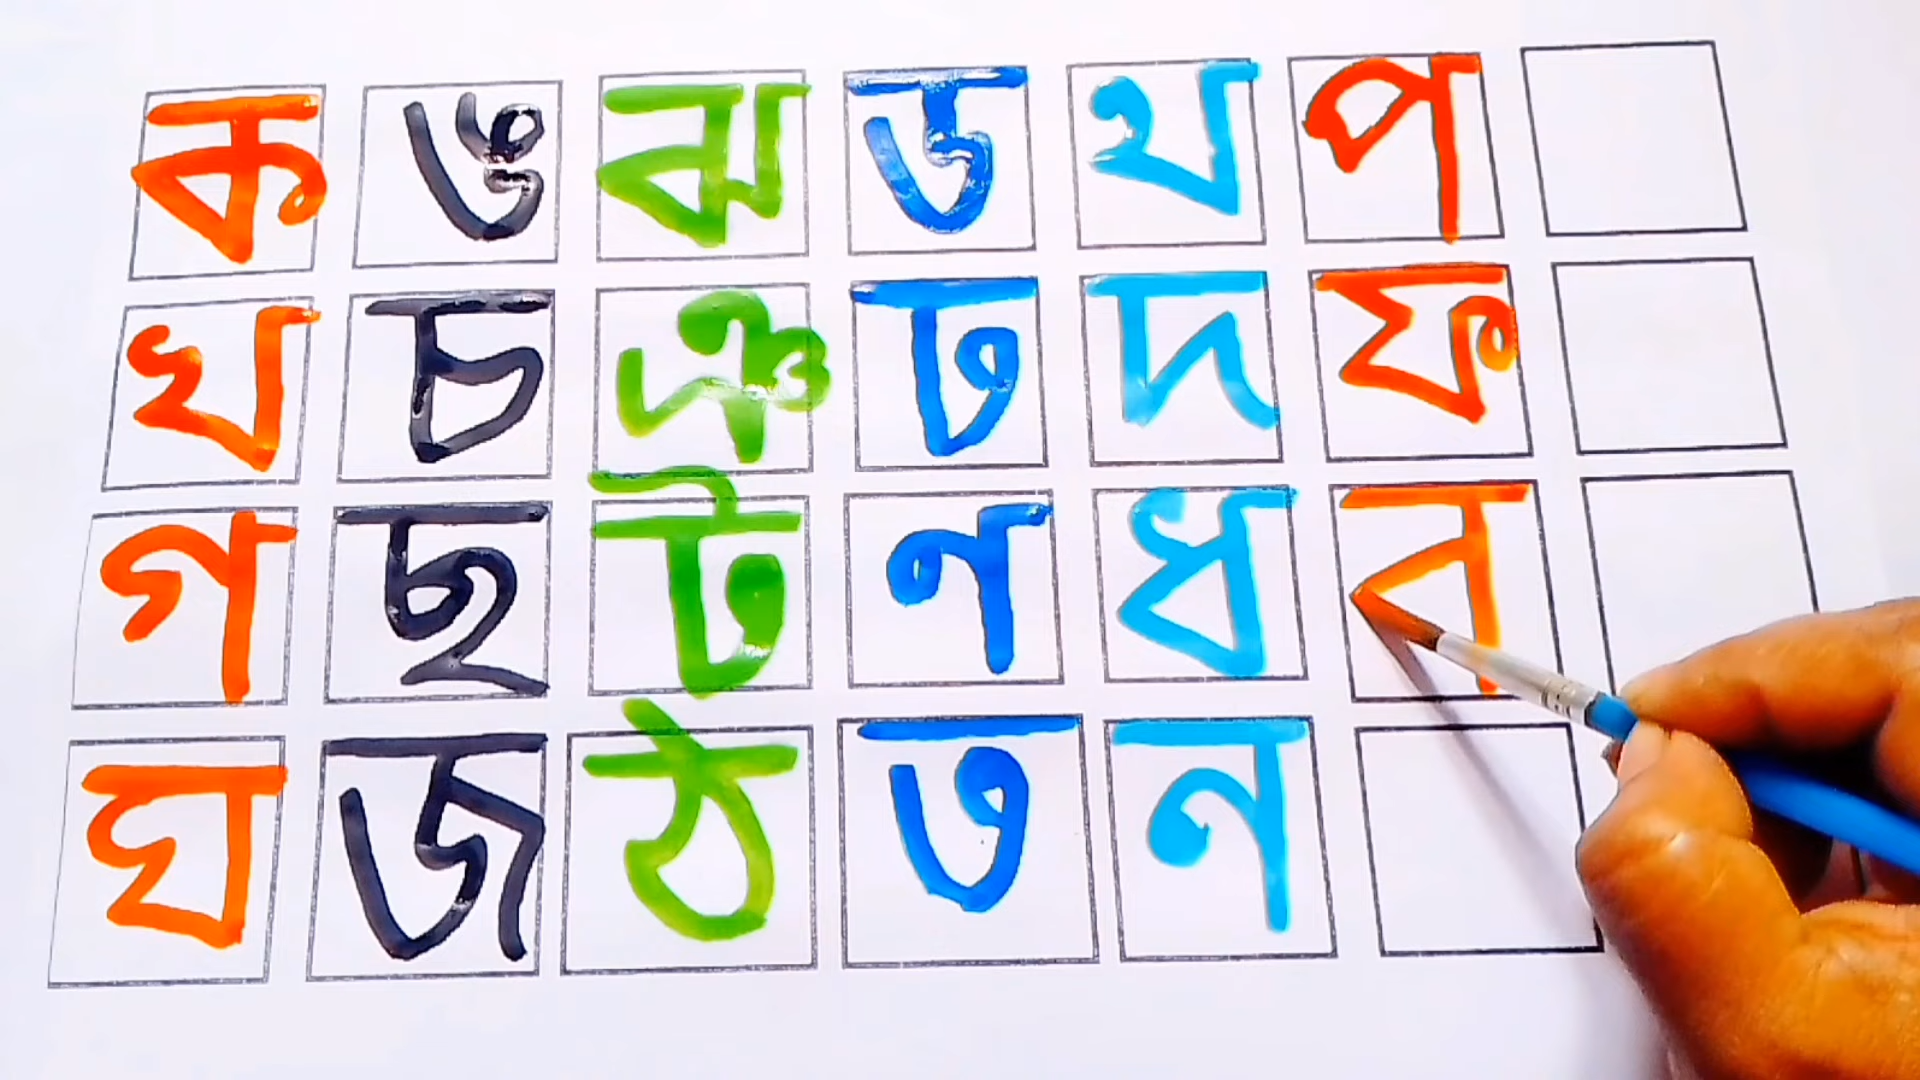 ক ঙ ঝ ড থ প
খ চ ঞ ঢ দ ফ
গ ছ ট ণ ধ ব
ঘ জ ঠ ত ন